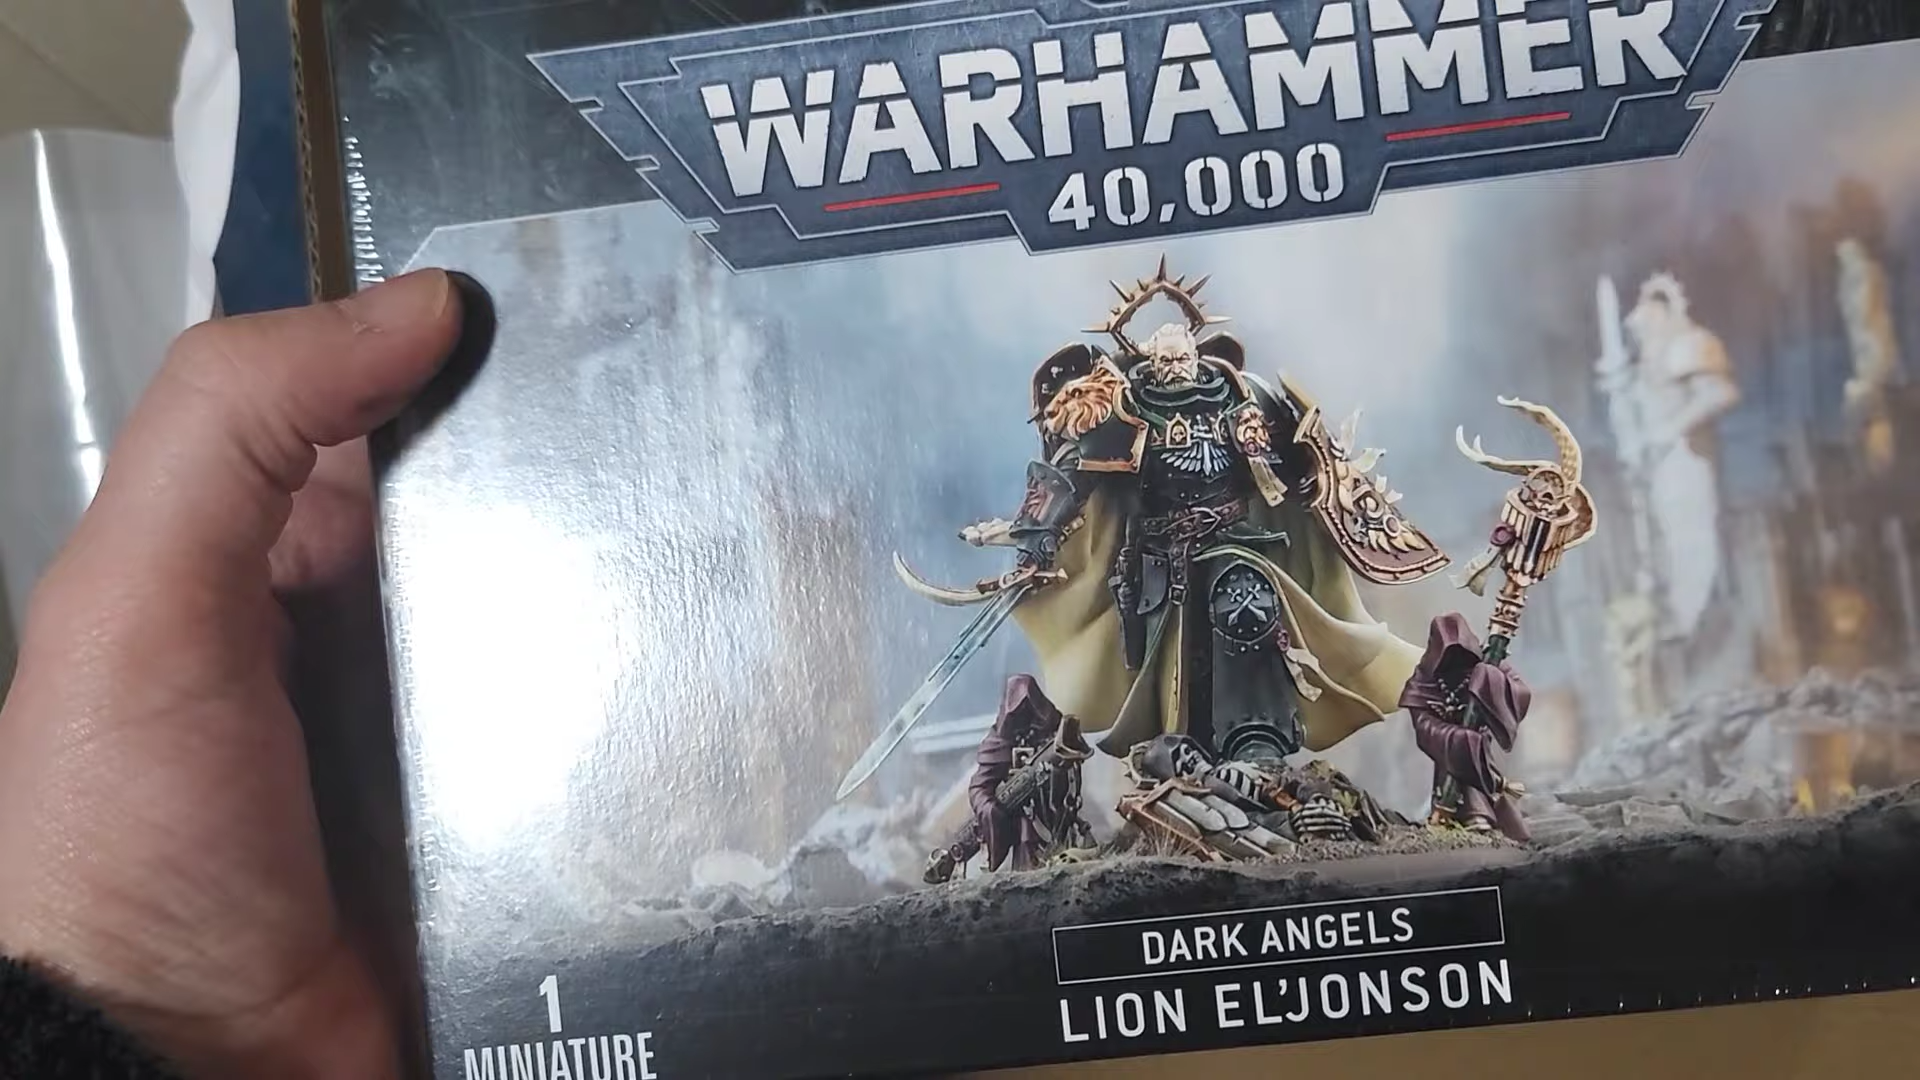 WARHAMMER
40,000
DARK ANGELS
LION EL'JONSON
1
MINIATURE